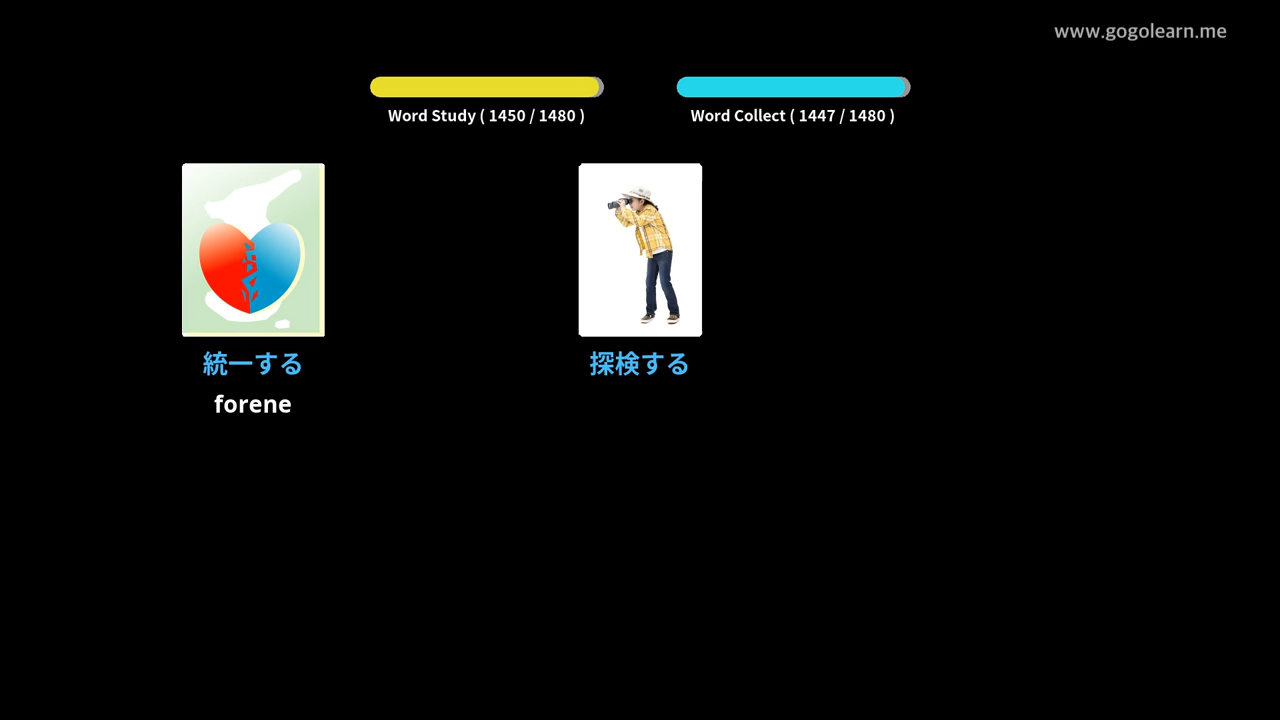 www.gogolearn.me
Word Study ( 1450 / 1480 )
Word Collect ( 1447 / 1480 )
統一する
forene
探検する